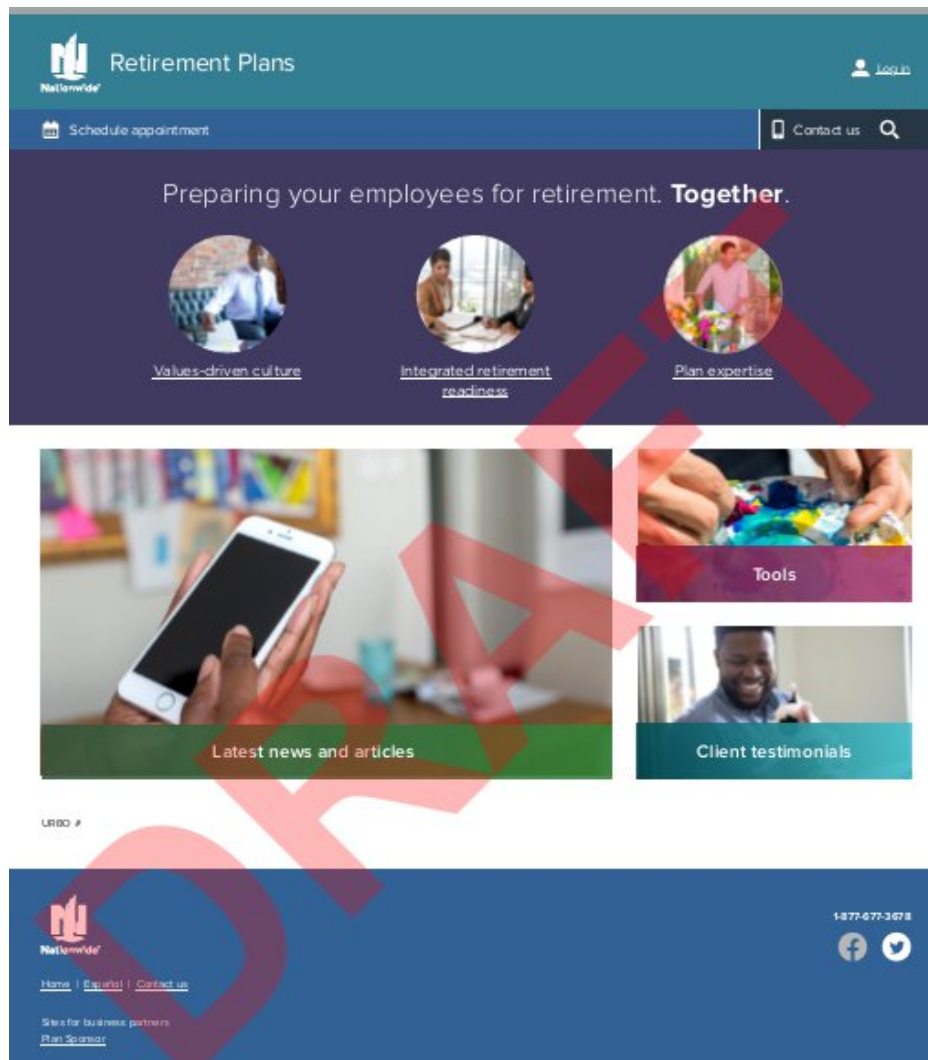 Nationwide®
Retirement Plans
Log in
Schedule appointment
Contact us
Preparing your employees for retirement. Together.
Values-driven culture
Integrated retirement
readiness
Plan expertise
Latest news and articles
Tools
Client testimonials
URBO #
DRAFT
Nationwide®
1-877-677-3678
Home | Español | Contact us
Sites for business partners
Plan Sponsor